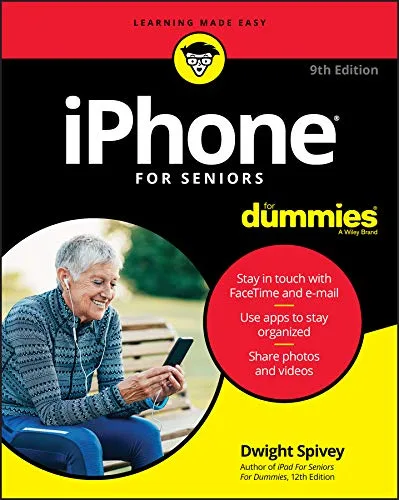 LEARNING MADE EASY
9th Edition
iPhone®
FOR SENIORS
for
dummies®
A Wiley Brand
Stay in touch with
FaceTime and e-mail
Use apps to stay
organized
Share photos
and videos
Dwight Spivey
Author of iPad For Seniors
For Dummies, 12th Edition